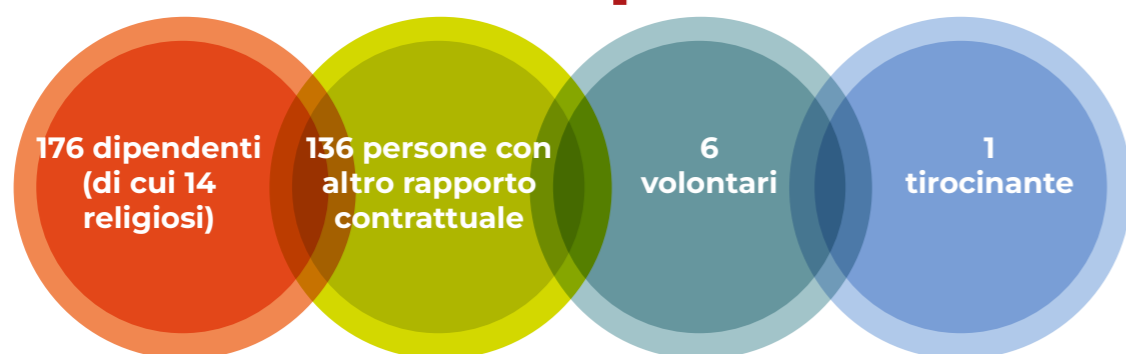 176 dipendenti
(di cui 14
religiosi)
136 persone con
altro rapporto
contrattuale
6
volontari
1
tirocinante